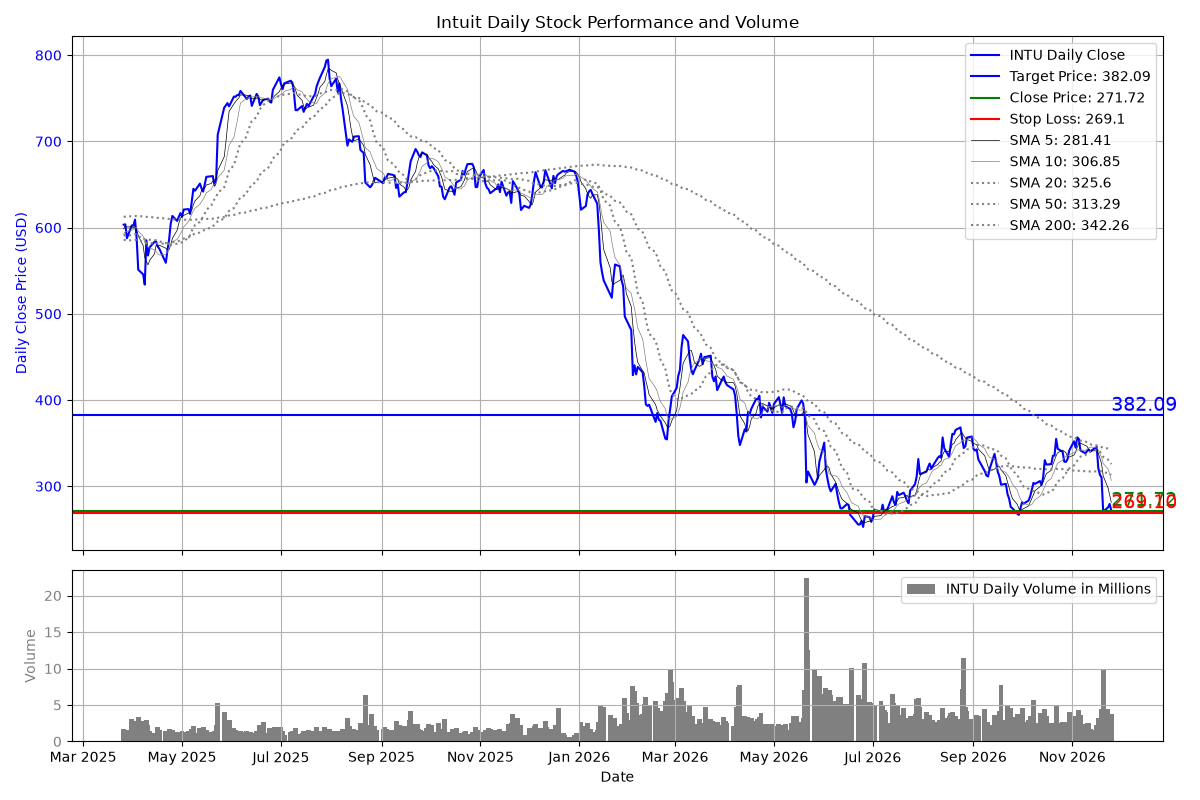 Intuit Daily Stock Performance and Volume
Daily Close Price (USD)
800
700
600
500
400
300
INTU Daily Close
Target Price: 382.09
Close Price: 271.72
Stop Loss: 269.1
SMA 5: 281.41
SMA 10: 306.85
SMA 20: 325.6
SMA 50: 313.29
SMA 200: 342.26
382.09
271.72
269.10
Volume
20
15
10
5
0
INTU Daily Volume in Millions
Mar 2025 May 2025 Jul 2025 Sep 2025 Nov 2025 Jan 2026 Mar 2026 May 2026 Jul 2026 Sep 2026 Nov 2026
Date